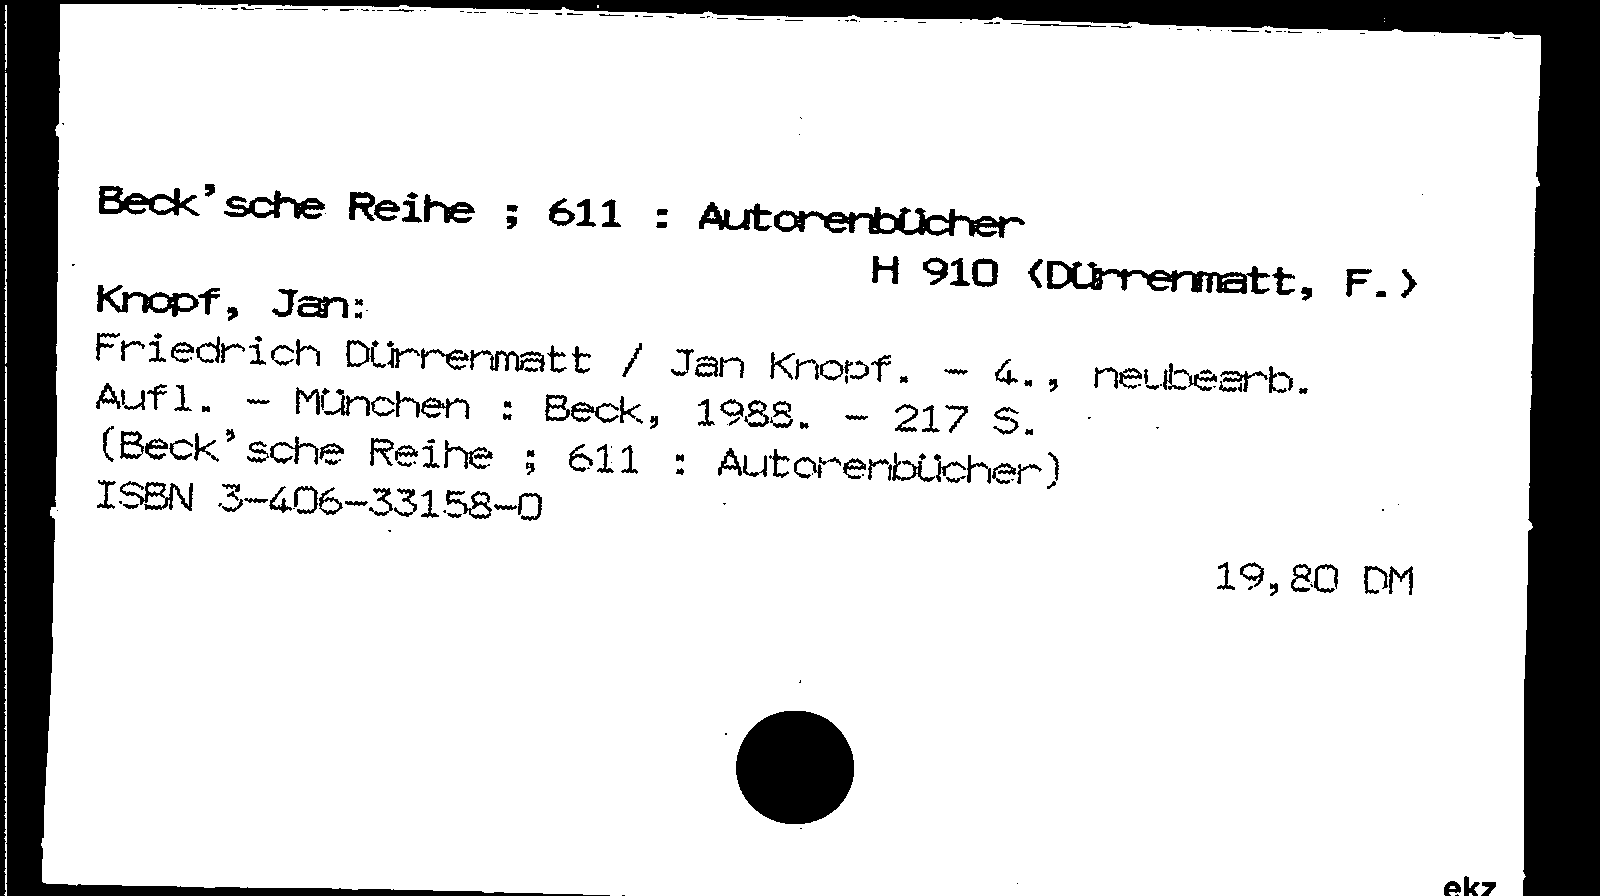 Beck'sche Reihe ; 611 : Autorenbücher
H 910 (Dürrenmatt, F.)
Knopf, Jan:
Friedrich Dürrenmatt / Jan Knopf. - 4., neubearb.
Aufl. - München : Beck, 1988. - 217 S.
(Beck'sche Reihe ; 611 : Autorenbücher)
ISBN 3-406-33158-0
19,80 DM
ekz